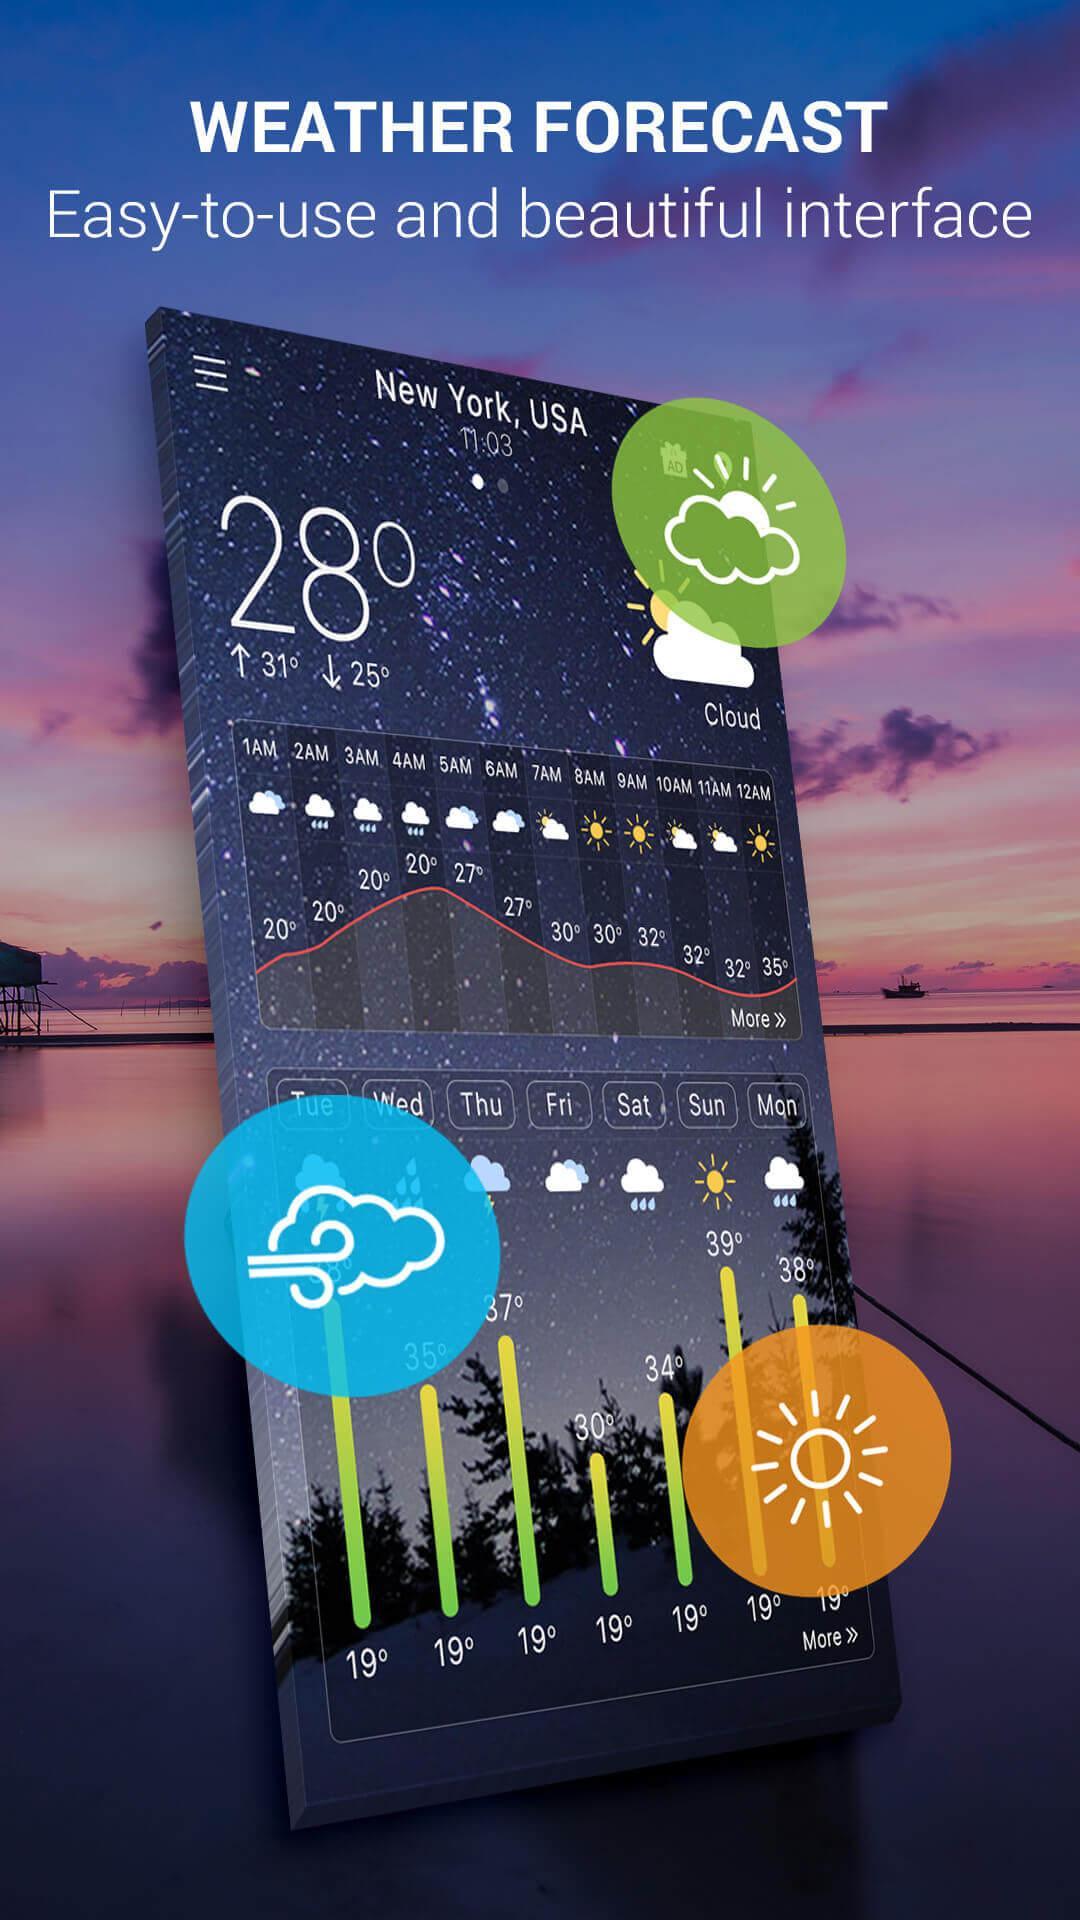 WEATHER FORECAST
Easy-to-use and beautiful interface
New York, USA
11:03
AD
28°
↑ 31° ↓ 25°
Cloud
1AM 2AM 3AM 4AM 5AM 6AM 7AM 8AM 9AM 10AM 11AM 12AM
20° 20° 20° 20° 27° 27° 30° 30° 32° 32° 32° 35°
More »
Tue Wed Thu Fri Sat Sun Mon
35° 37° 30° 34° 39° 38°
19° 19° 19° 19° 19° 19° 19°
More »